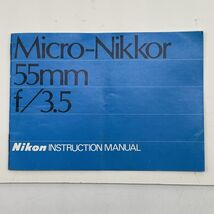 Micro-Nikkor
55mm
f/3.5
Nikon INSTRUCTION MANUAL